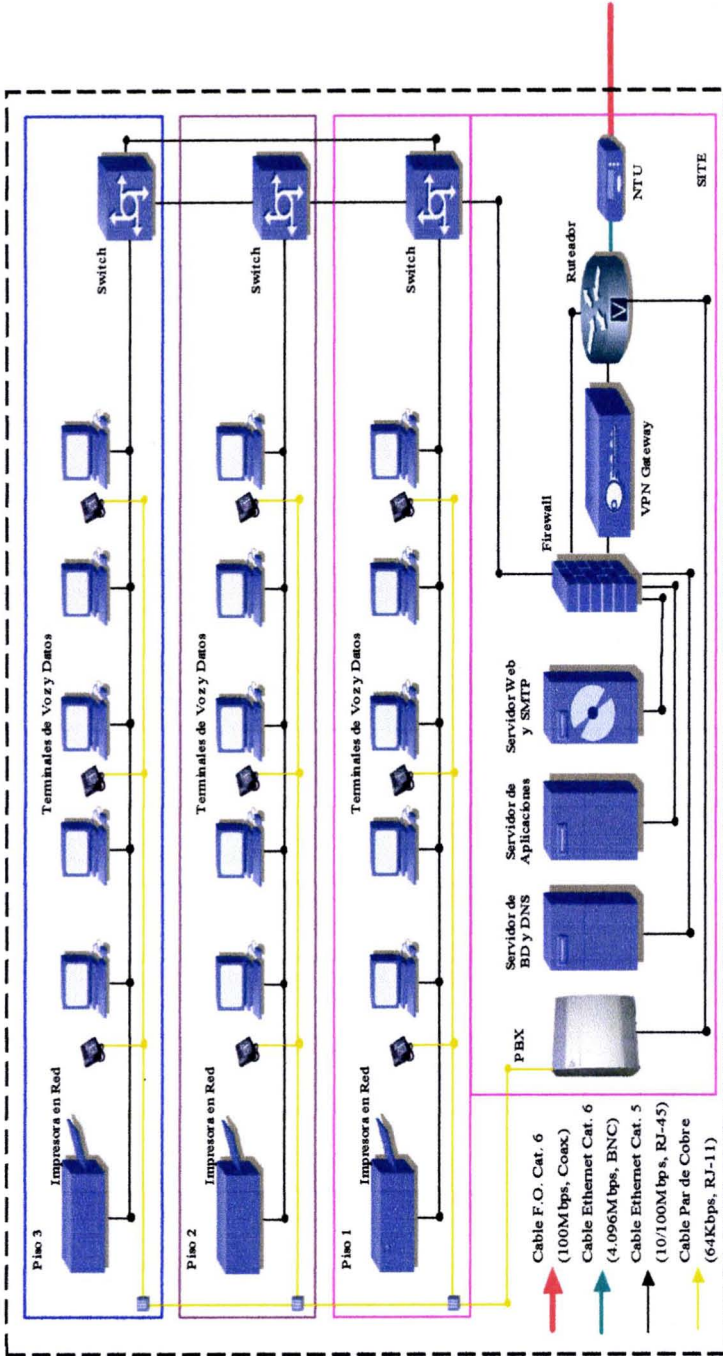 Piso 3
Impresora en Red
Terminales de Voz y Datos
Switch
Piso 2
Impresora en Red
Terminales de Voz y Datos
Switch
Piso 1
Impresora en Red
Terminales de Voz y Datos
Switch
PBX
Servidor de
BD y DNS
Servidor de
Aplicaciones
Servidor Web
y SMTP
Firewall
VPN Gateway
Ruteador
V
NTU
SITE
Cable F.O. Cat. 6
(100Mbps, Coax.)
Cable Ethernet Cat. 6
(4.096Mbps, BNC)
Cable Ethernet Cat. 5
(10/100Mbps, RJ-45)
Cable Par de Cobre
(64Kbps, RJ-11)